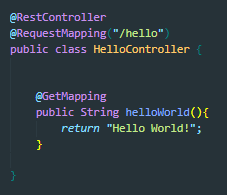 @RestController
@RequestMapping("/hello")
public class HelloController {
@GetMapping
public String helloWorld(){
return "Hello World!";
}
}